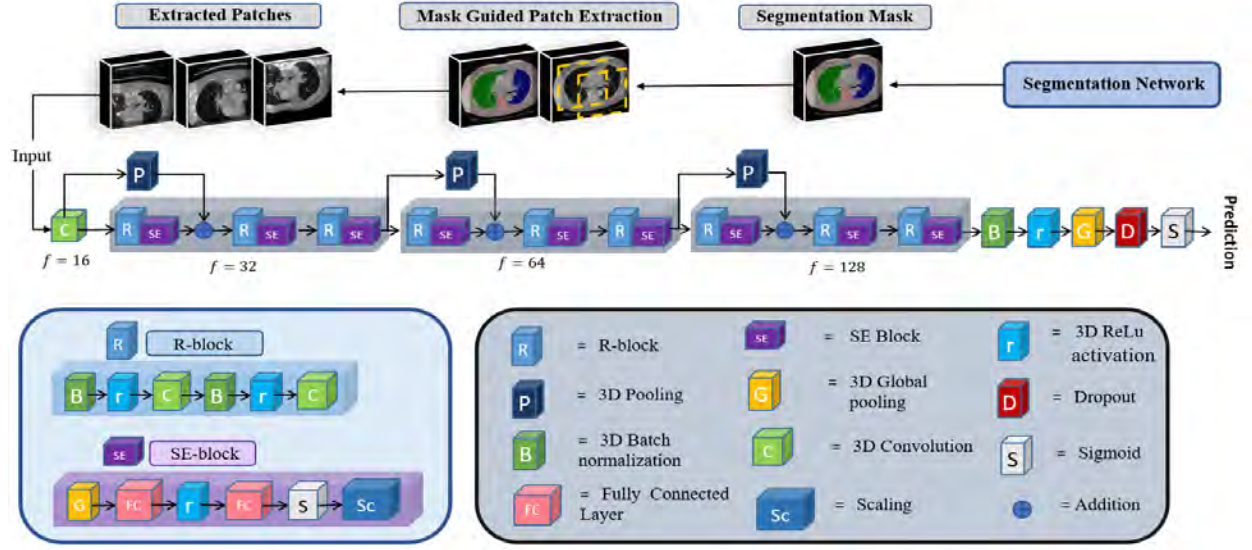 Extracted Patches
Mask Guided Patch Extraction
Segmentation Mask
Segmentation Network
Input
P
P
P
C
R
SE
R
SE
R
SE
R
SE
R
SE
R
SE
R
SE
R
SE
R
SE
B
r
G
D
S
Prediction
f = 16
f = 32
f = 64
f = 128
R
R-block
B
r
C
B
r
C
SE
SE-block
G
FC
r
FC
S
Sc
R
= R-block
SE
= SE Block
r
= 3D ReLu
activation
P
= 3D Pooling
G
= 3D Global
pooling
D
= Dropout
B
= 3D Batch
normalization
C
= 3D Convolution
S
= Sigmoid
FC
= Fully Connected
Layer
Sc
= Scaling
= Addition